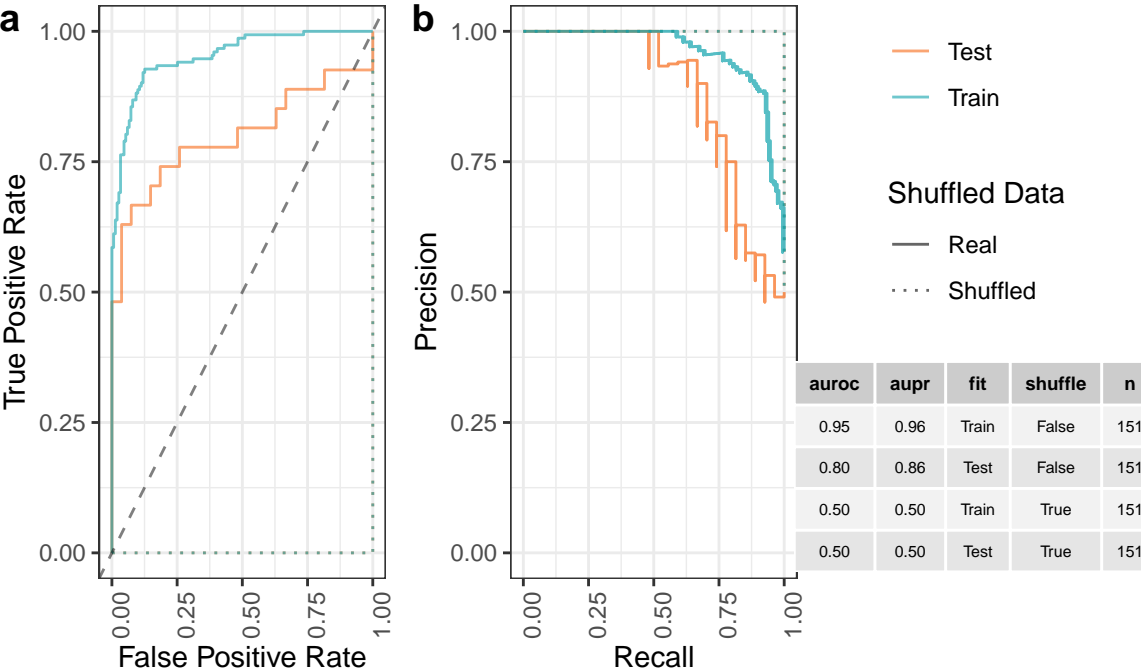 a
True Positive Rate
1.00
0.75
0.50
0.25
0.00
0.00
0.25
0.50
0.75
1.00
False Positive Rate
b
Precision
1.00
0.75
0.50
0.25
0.00
0.00
0.25
0.50
0.75
1.00
Recall
Test
Train
Shuffled Data
Real
Shuffled
auroc aupr fit shuffle n
0.95 0.96 Train False 151
0.80 0.86 Test False 151
0.50 0.50 Train True 151
0.50 0.50 Test True 151